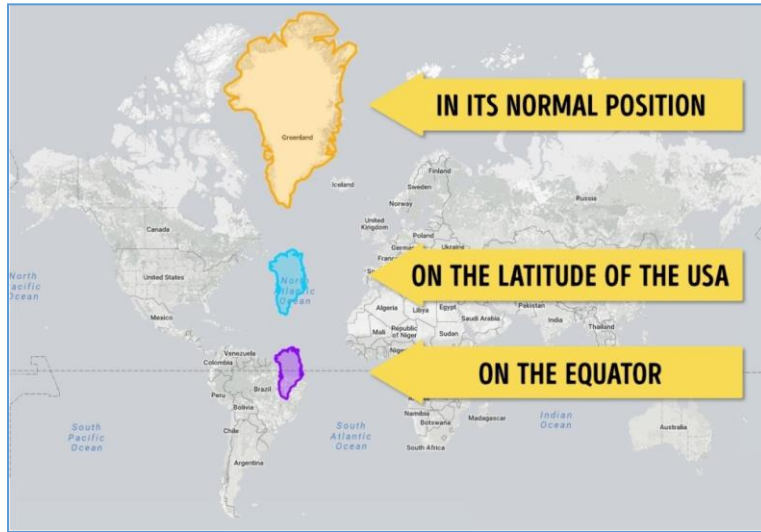 IN ITS NORMAL POSITION
Greenland
Iceland
Finland
Sweden
Norway
Russia
United
Kingdom
Canada
Poland
Ukraine
ON THE LATITUDE OF THE USA
North
Atlantic
Ocean
North
Pacific
Ocean
United States
Mexico
Algeria
Libya
Egypt
Saudi Arabia
Pakistan
India
Thailand
Mali
Republic
of Niger
Sudan
Venezuela
Colombia
ON THE EQUATOR
Brazil
Peru
Bolivia
Chile
Argentina
South
Pacific
Ocean
South
Atlantic
Ocean
Namibia
Botswana
Madagascar
South Africa
Indian
Ocean
Australia